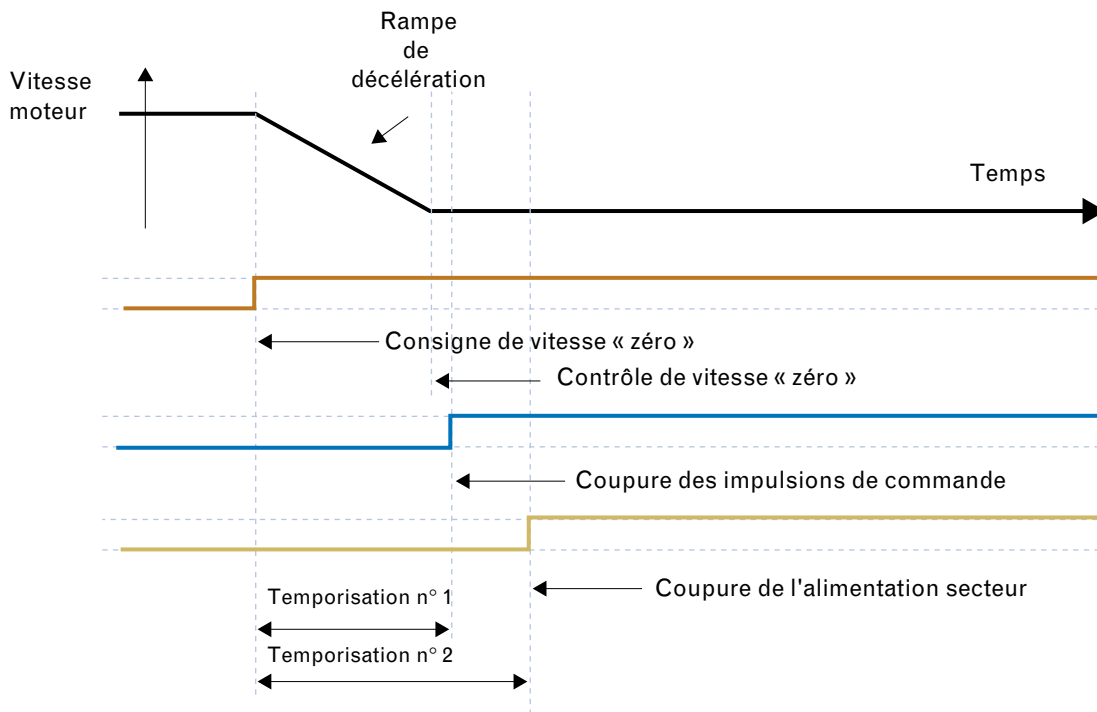 Rampe
de
décélération
Vitesse
moteur
Temps
Consigne de vitesse « zéro »
Contrôle de vitesse « zéro »
Coupure des impulsions de commande
Coupure de l'alimentation secteur
Temporisation n° 1
Temporisation n° 2